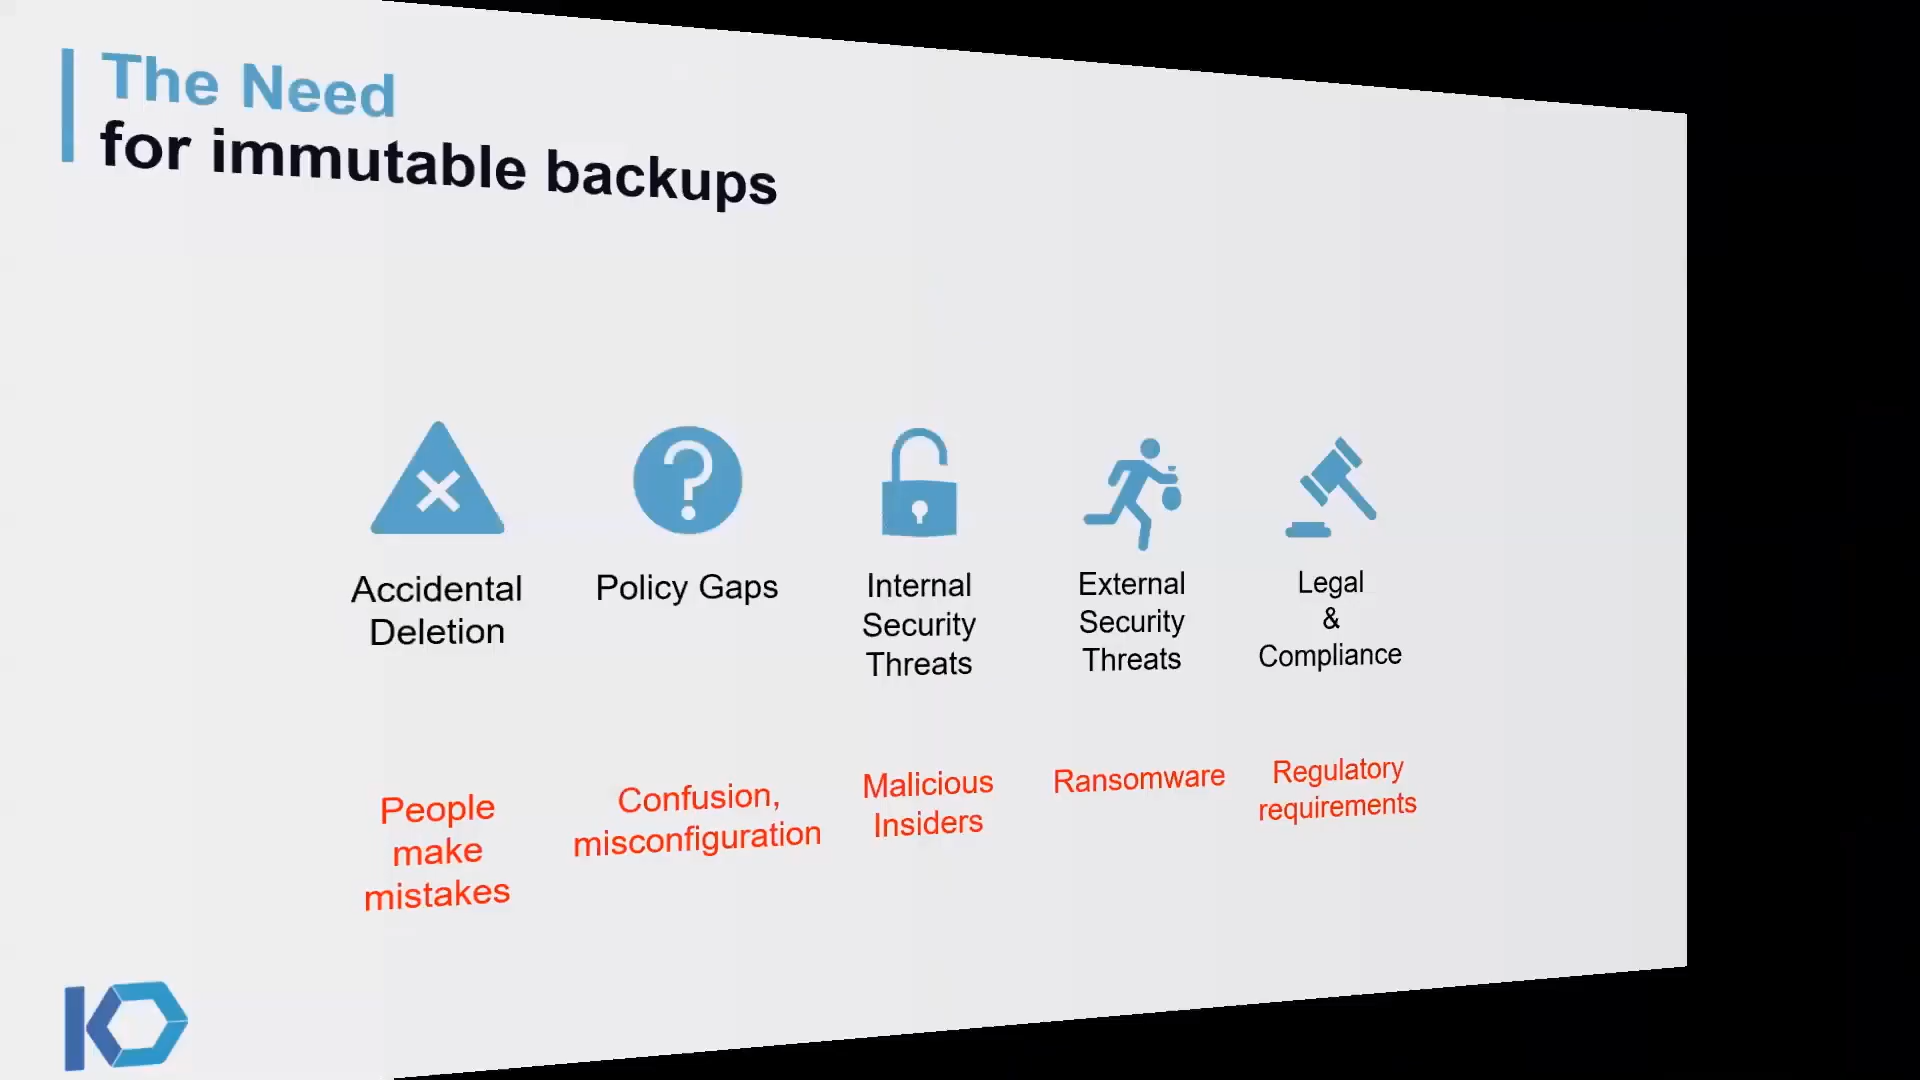 The Need
for immutable backups
Accidental
Deletion
Policy Gaps
Internal
Security
Threats
External
Security
Threats
Legal
&
Compliance
People
make
mistakes
Confusion,
misconfiguration
Malicious
Insiders
Ransomware
Regulatory
requirements